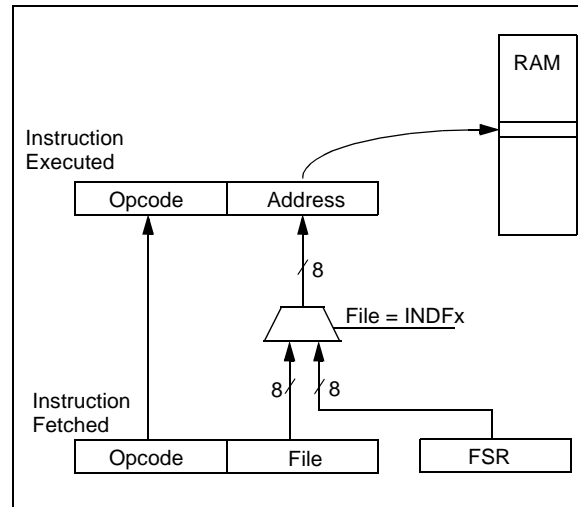 RAM
Instruction
Executed
Opcode
Address
8
File = INDFx
8
8
Instruction
Fetched
Opcode
File
FSR